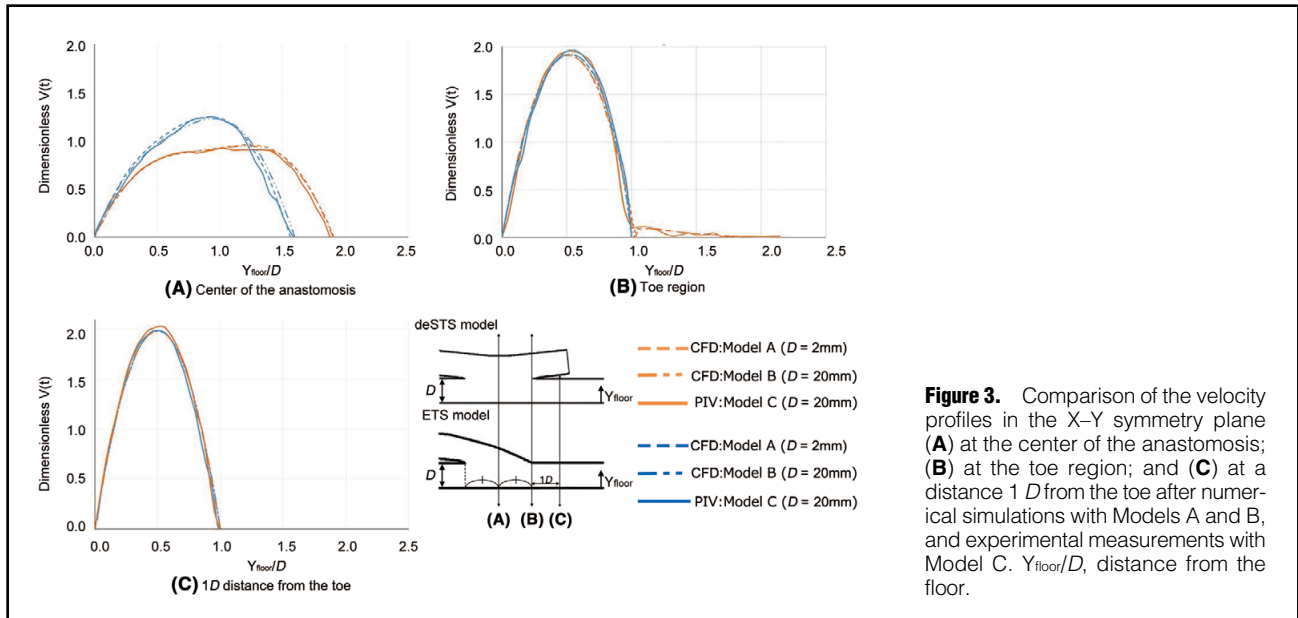 2.0
1.5
1.0
0.5
0.0
Dimensionless V(t)
0.0 0.5 1.0 1.5 2.0 2.5
Yfloor/D
(A) Center of the anastomosis
2.0
1.5
1.0
0.5
0.0
Dimensionless V(t)
0.0 0.5 1.0 1.5 2.0 2.5
Yfloor/D
(B) Toe region
2.0
1.5
1.0
0.5
0.0
Dimensionless V(t)
0.0 0.5 1.0 1.5 2.0 2.5
Yfloor/D
(C) 1D distance from the toe
deSTS model
D
Yfloor
ETS model
D
1D
Yfloor
(A) (B) (C)
CFD:Model A (D = 2mm)
CFD:Model B (D = 20mm)
PIV:Model C (D = 20mm)
CFD:Model A (D = 2mm)
CFD:Model B (D = 20mm)
PIV:Model C (D = 20mm)
Figure 3. Comparison of the velocity
profiles in the X–Y symmetry plane
(A) at the center of the anastomosis;
(B) at the toe region; and (C) at a
distance 1 D from the toe after numer-
ical simulations with Models A and B,
and experimental measurements with
Model C. Yfloor/D, distance from the
floor.